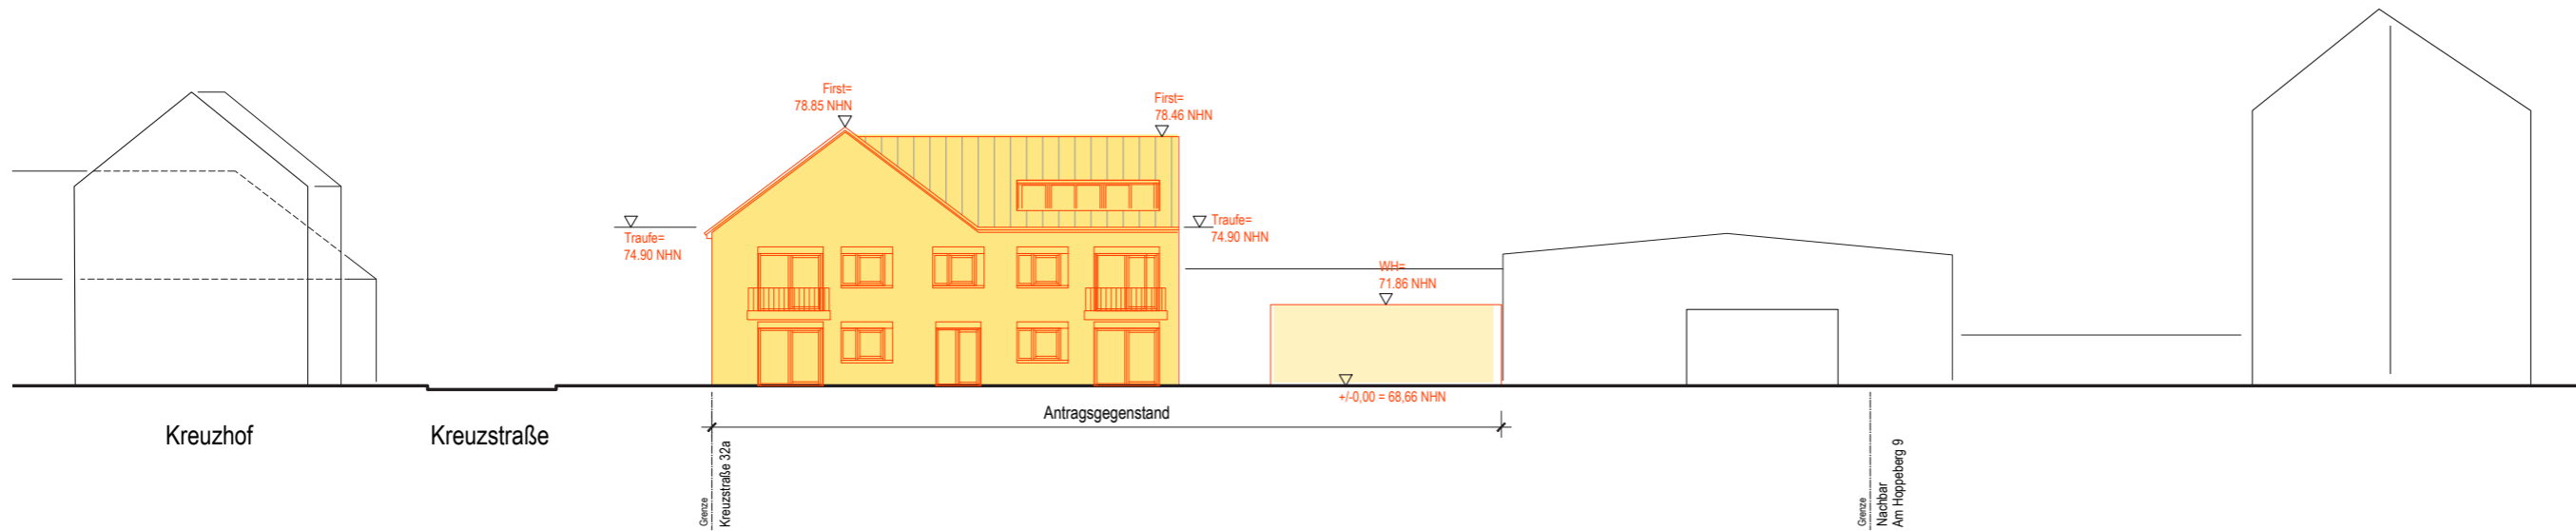 First=
78.85 NHN
First=
78.46 NHN
Traufe=
74.90 NHN
Traufe=
74.90 NHN
WH=
71.86 NHN
+/-0,00 = 68,66 NHN
Antragsgegenstand
Kreuzhof
Kreuzstraße
Grenze
Kreuzstraße 32a
Grenze
Nachbar
Am Hoppeberg 9